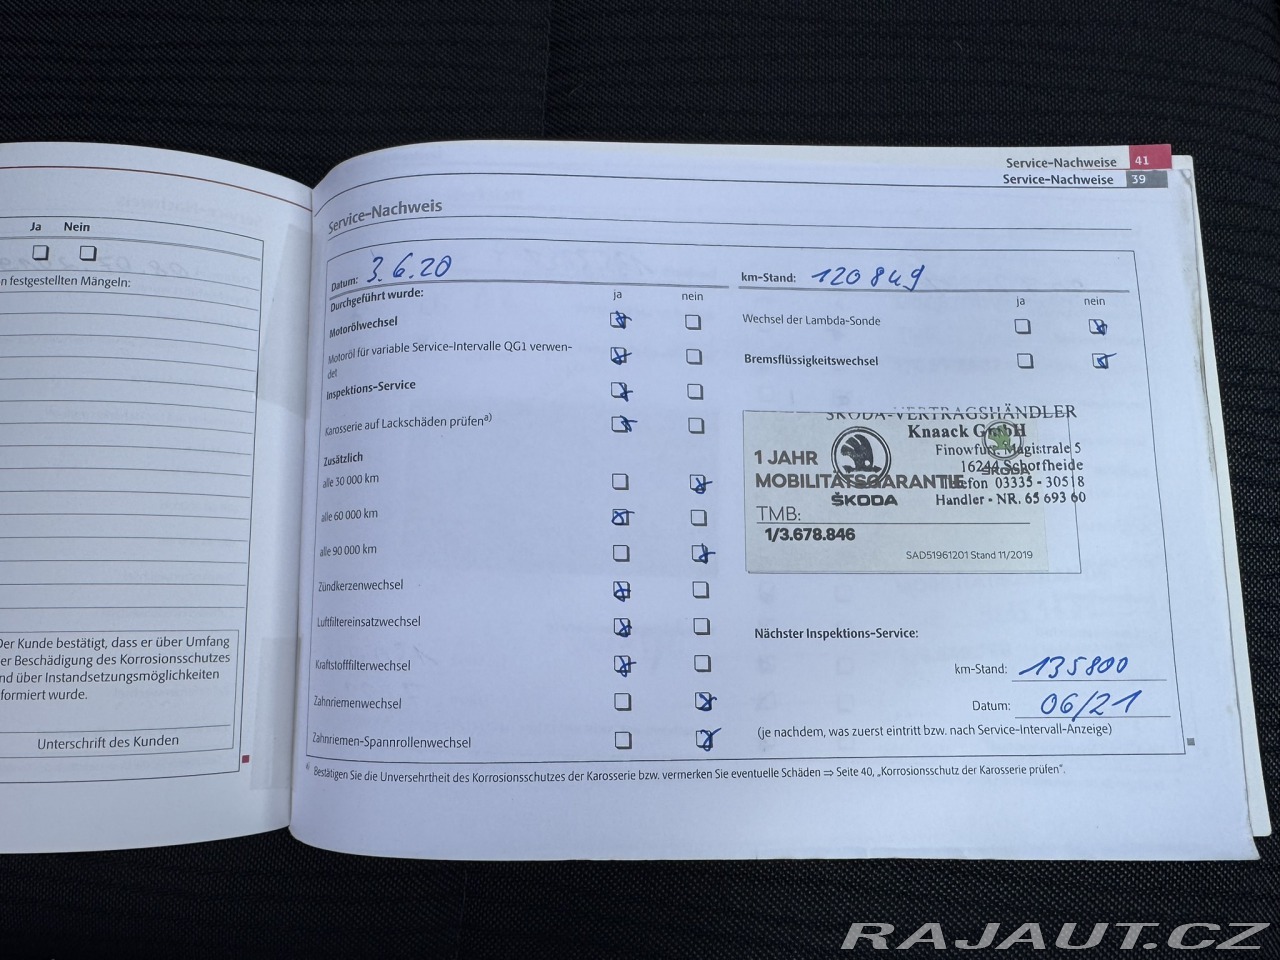 Service-Nachweise 41
Service-Nachweise 39
Ja Nein
n festgestellten Mängeln:
Der Kunde bestätigt, dass er über Umfang
er Beschädigung des Korrosionsschutzes
nd über Instandsetzungsmöglichkeiten
formiert wurde.
Unterschrift des Kunden
Service-Nachweis
Datum: 3.6.20
km-Stand: 120849
Durchgeführt wurde: ja nein
Motorölwechsel
Motoröl für variable Service-Intervalle QG1 verwen-
det
Inspektions-Service
Karosserie auf Lackschäden prüfen a)
Zusätzlich
alle 30 000 km
alle 60 000 km
alle 90 000 km
Zündkerzenwechsel
Luftfiltereinsatzwechsel
Kraftstofffilterwechsel
Zahnriemenwechsel
Zahnriemen-Spannrollenwechsel
ja nein
Wechsel der Lambda-Sonde
Bremsflüssigkeitswechsel
SKODA-VERTRAGSHÄNDLER
Knaack GmbH
Finowfurt. Magistrale 5
16244 Schorfheide
Telefon 03335 - 30518
Händler - NR. 65 693 60
1 JAHR
MOBILITÄTSGARANTIE
ŠKODA
ŠKODA
TMB:
1/3.678.846
SAD51961201 Stand 11/2019
Nächster Inspektions-Service:
km-Stand: 135800
Datum: 06/21
(je nachdem, was zuerst eintritt bzw. nach Service-Intervall-Anzeige)
a) Bestätigen Sie die Unversehrtheit des Korrosionsschutzes der Karosserie bzw. vermerken Sie eventuelle Schäden ⇒ Seite 40, „Korrosionsschutz der Karosserie prüfen“.
RAJAUT.CZ